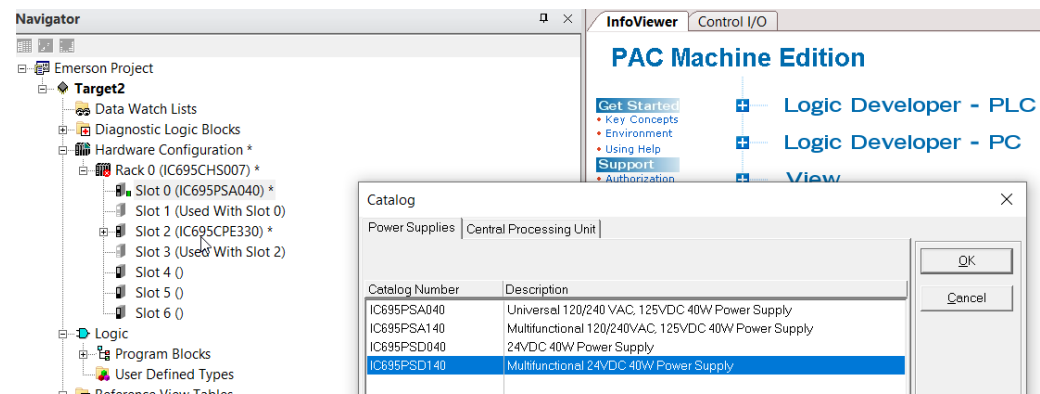 Navigator
Emerson Project
Target2
Data Watch Lists
Diagnostic Logic Blocks
Hardware Configuration *
Rack 0 (IC695CHS007) *
Slot 0 (IC695PSA040) *
Slot 1 (Used With Slot 0)
Slot 2 (IC695CPE330) *
Slot 3 (Used With Slot 2)
Slot 4 ()
Slot 5 ()
Slot 6 ()
Logic
Program Blocks
User Defined Types
Reference View Tables
InfoViewer
Control I/O
PAC Machine Edition
Get Started
Key Concepts
Environment
Using Help
Support
Authorization
Logic Developer - PLC
Logic Developer - PC
View
Catalog
Power Supplies
Central Processing Unit
OK
Cancel
Catalog Number Description
IC695PSA040 Universal 120/240 VAC, 125VDC 40W Power Supply
IC695PSA140 Multifunctional 120/240VAC, 125VDC 40W Power Supply
IC695PSD040 24VDC 40W Power Supply
IC695PSD140 Multifunctional 24VDC 40W Power Supply